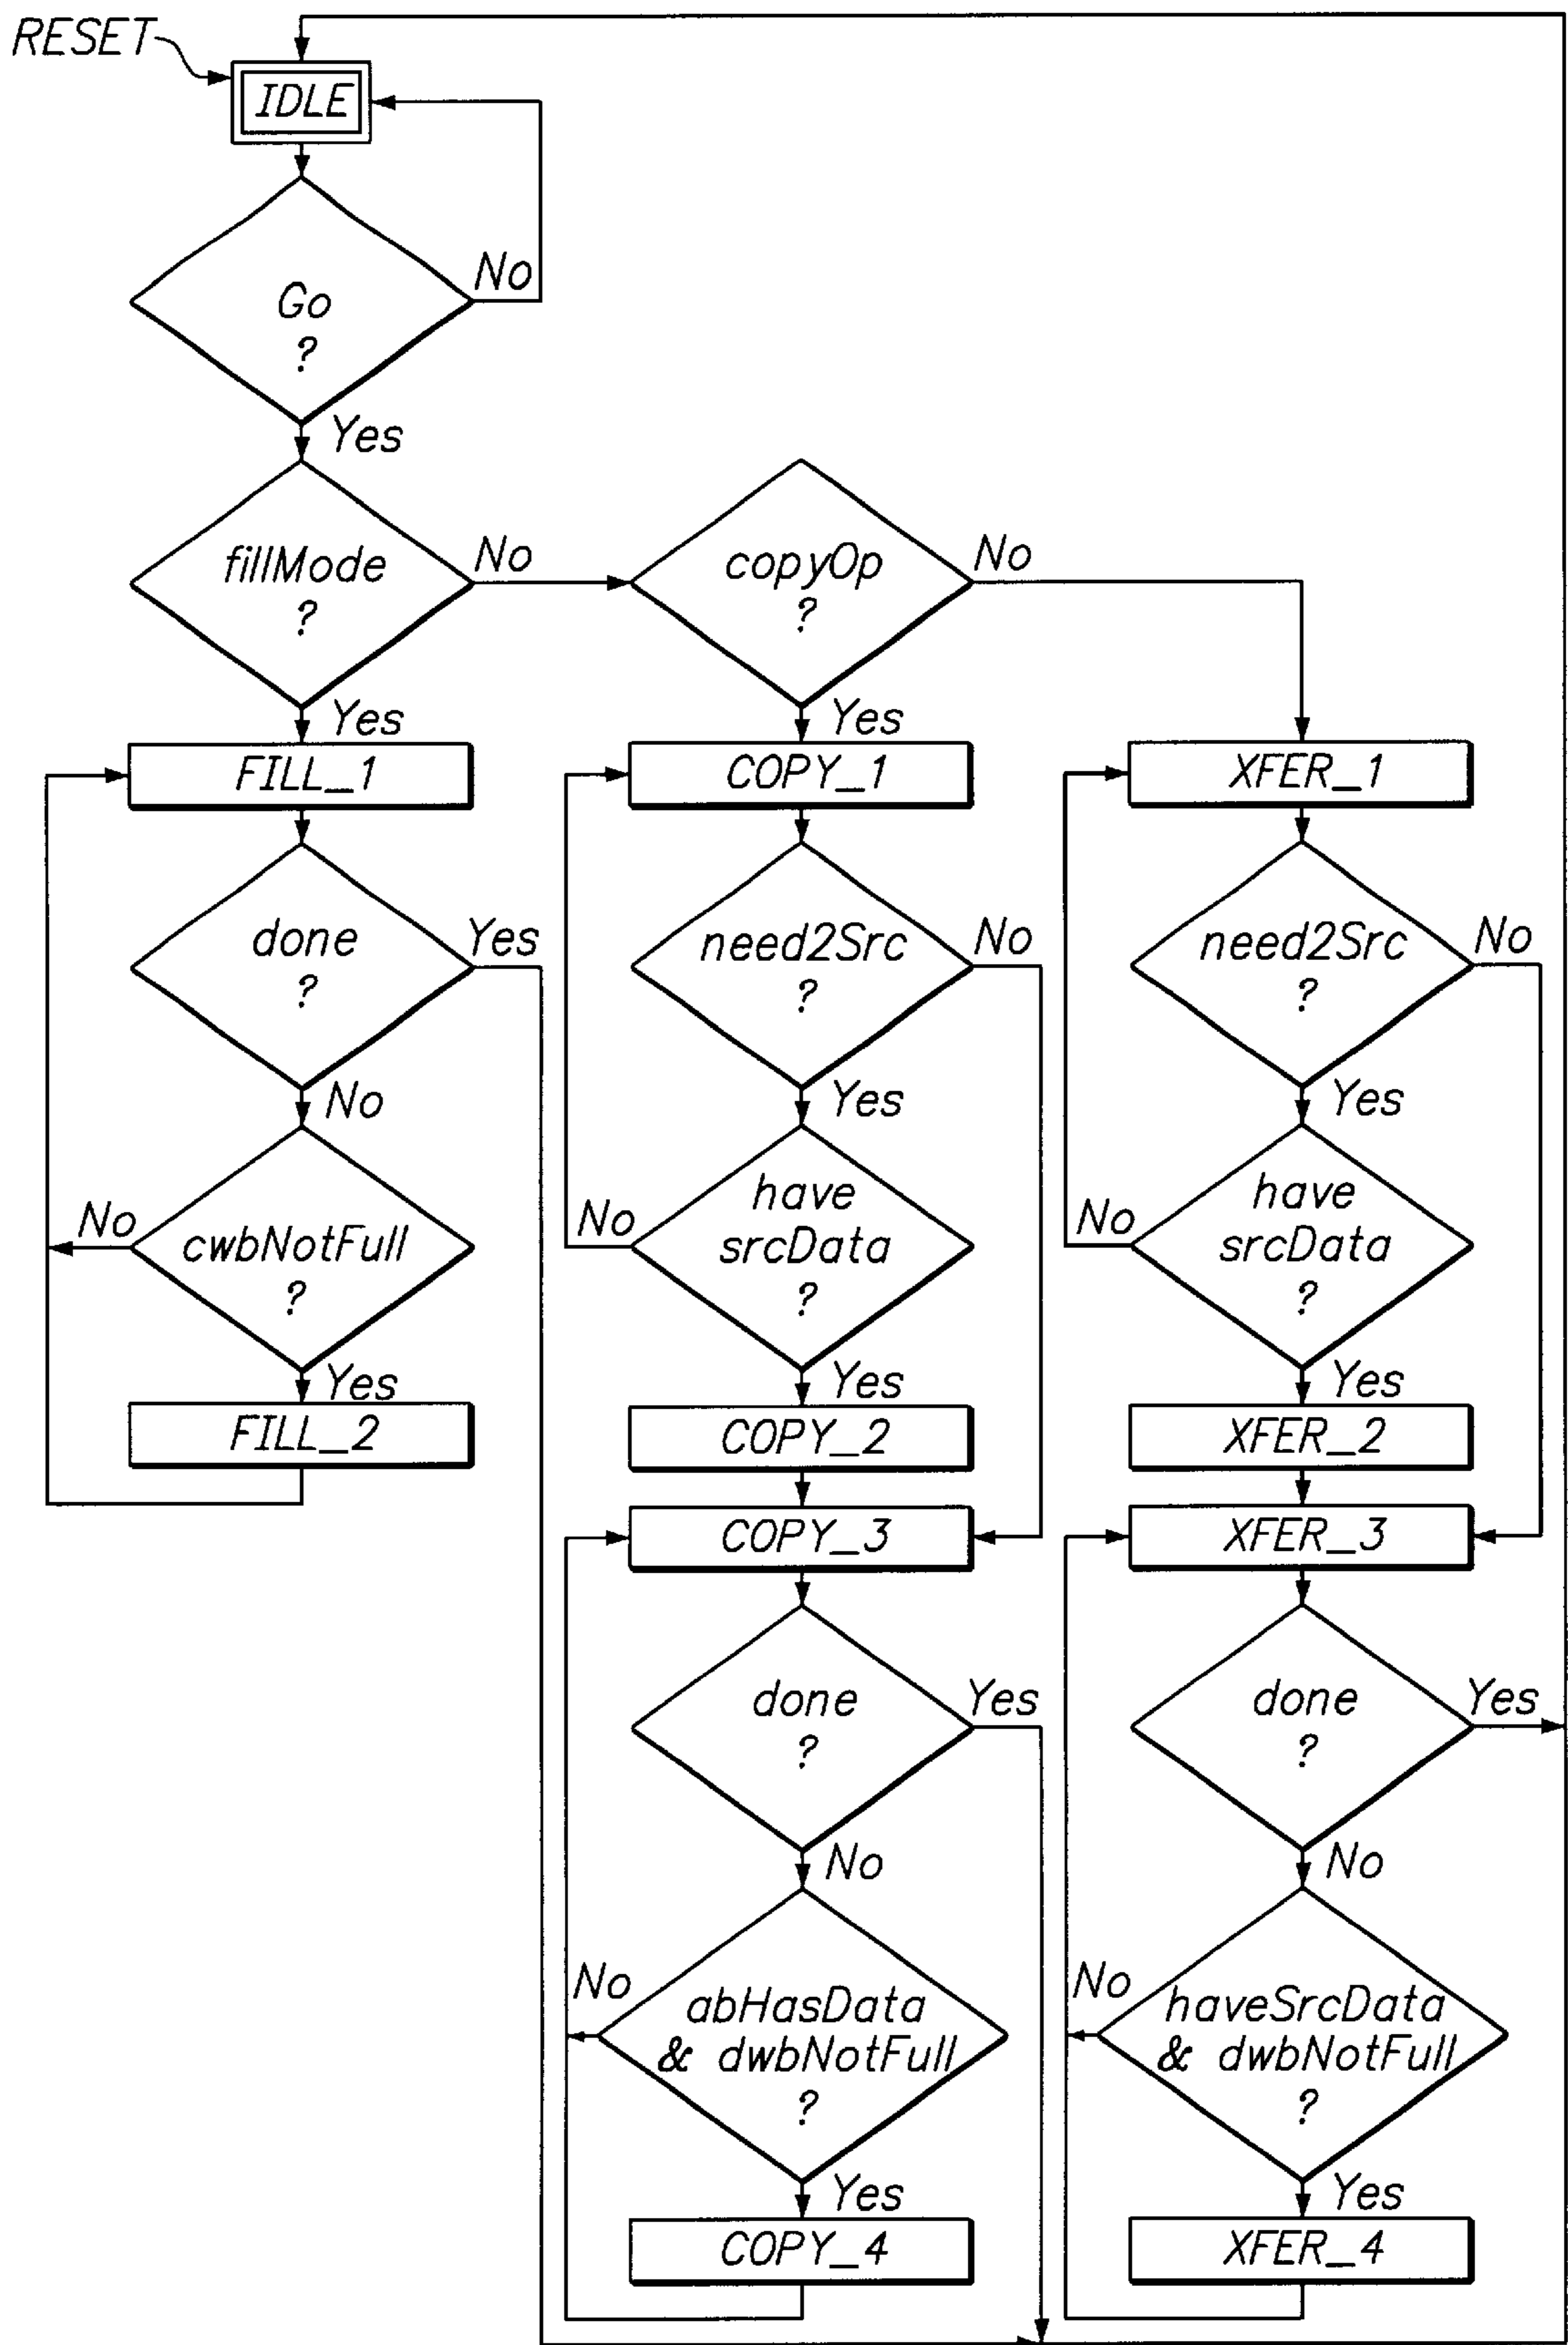 RESET
IDLE
No
Go
?
Yes
fillMode
?
No
copyOp
?
No
Yes
Yes
FILL_1
COPY_1
XFER_1
done
?
Yes
need2Src
?
No
need2Src
?
No
No
Yes
Yes
No
cwbNotFull
?
No
have
srcData
?
No
have
srcData
?
Yes
Yes
Yes
FILL_2
COPY_2
XFER_2
COPY_3
XFER_3
done
?
Yes
done
?
Yes
No
No
No
abHasData
& dwbNotFull
?
No
haveSrcData
& dwbNotFull
?
Yes
Yes
COPY_4
XFER_4